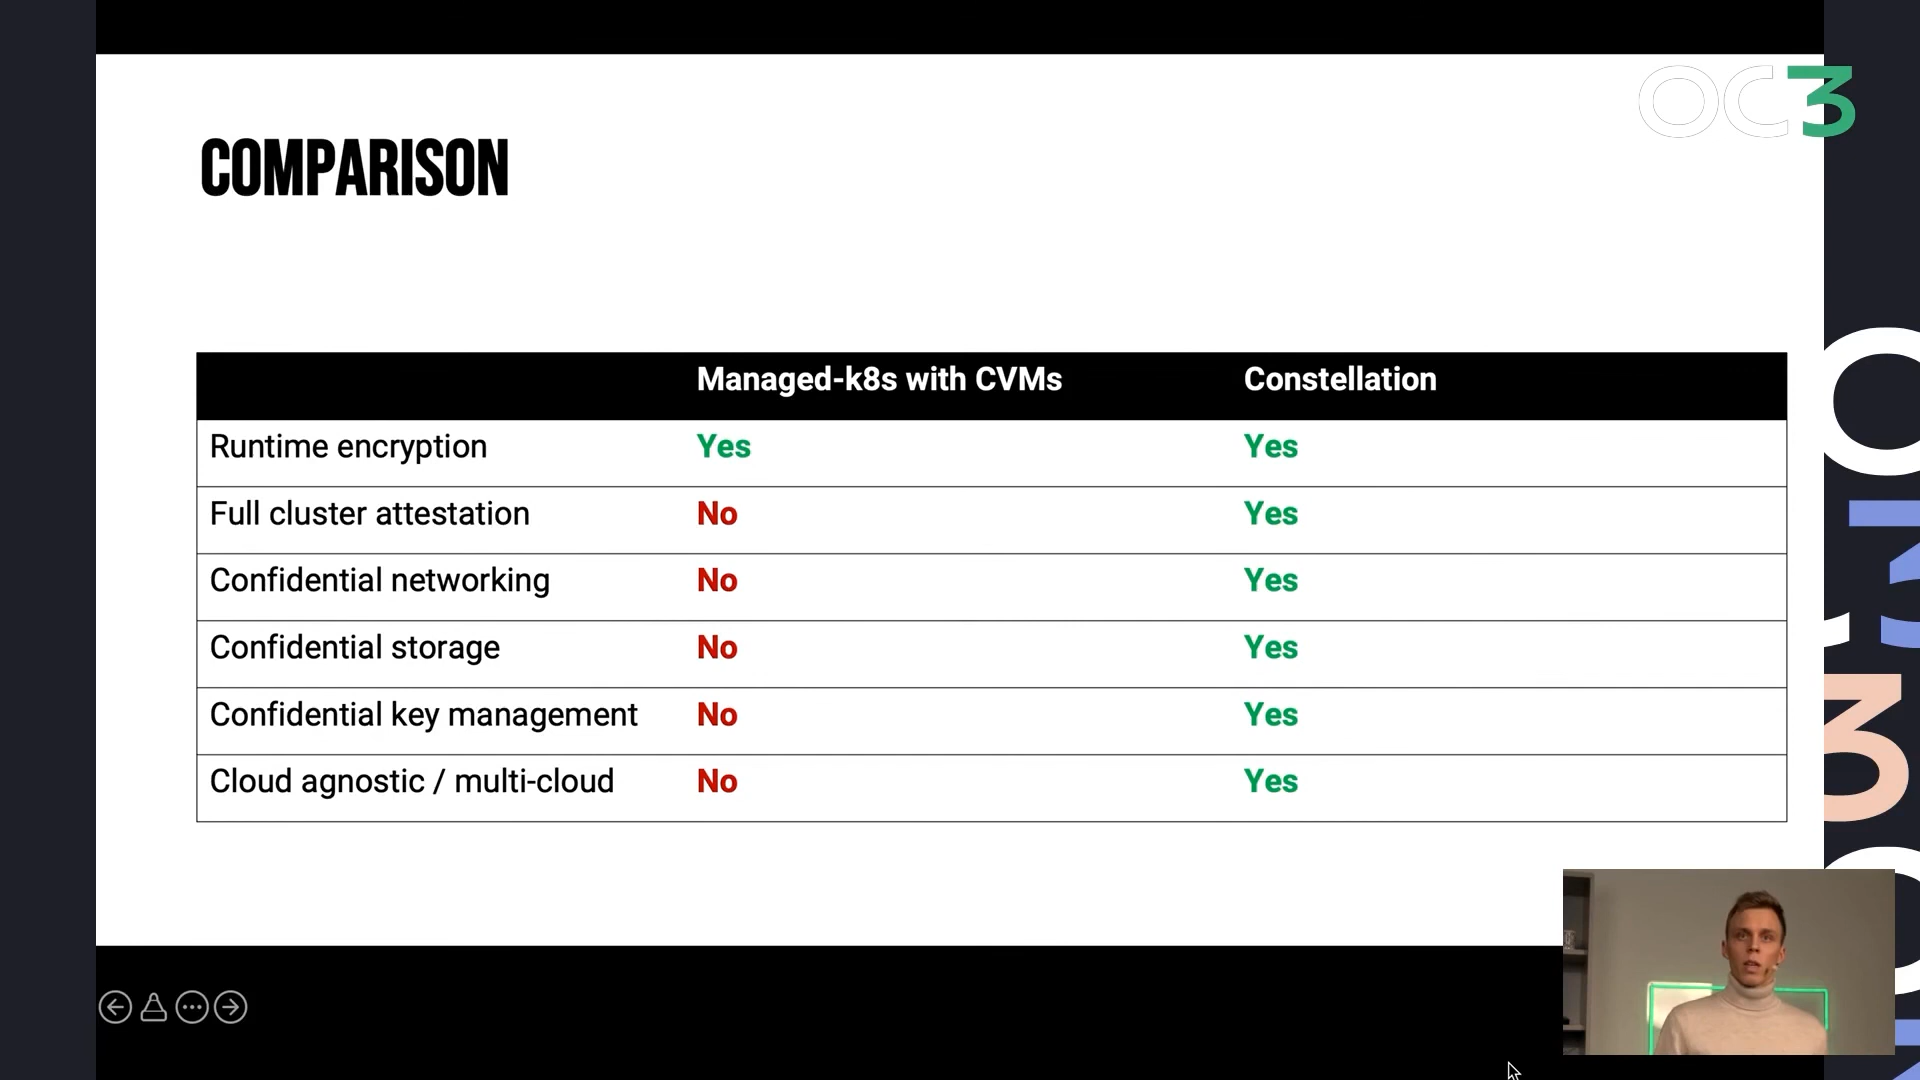 OC3
COMPARISON
Managed-k8s with CVMs Constellation
Runtime encryption Yes Yes
Full cluster attestation No Yes
Confidential networking No Yes
Confidential storage No Yes
Confidential key management No Yes
Cloud agnostic / multi-cloud No Yes